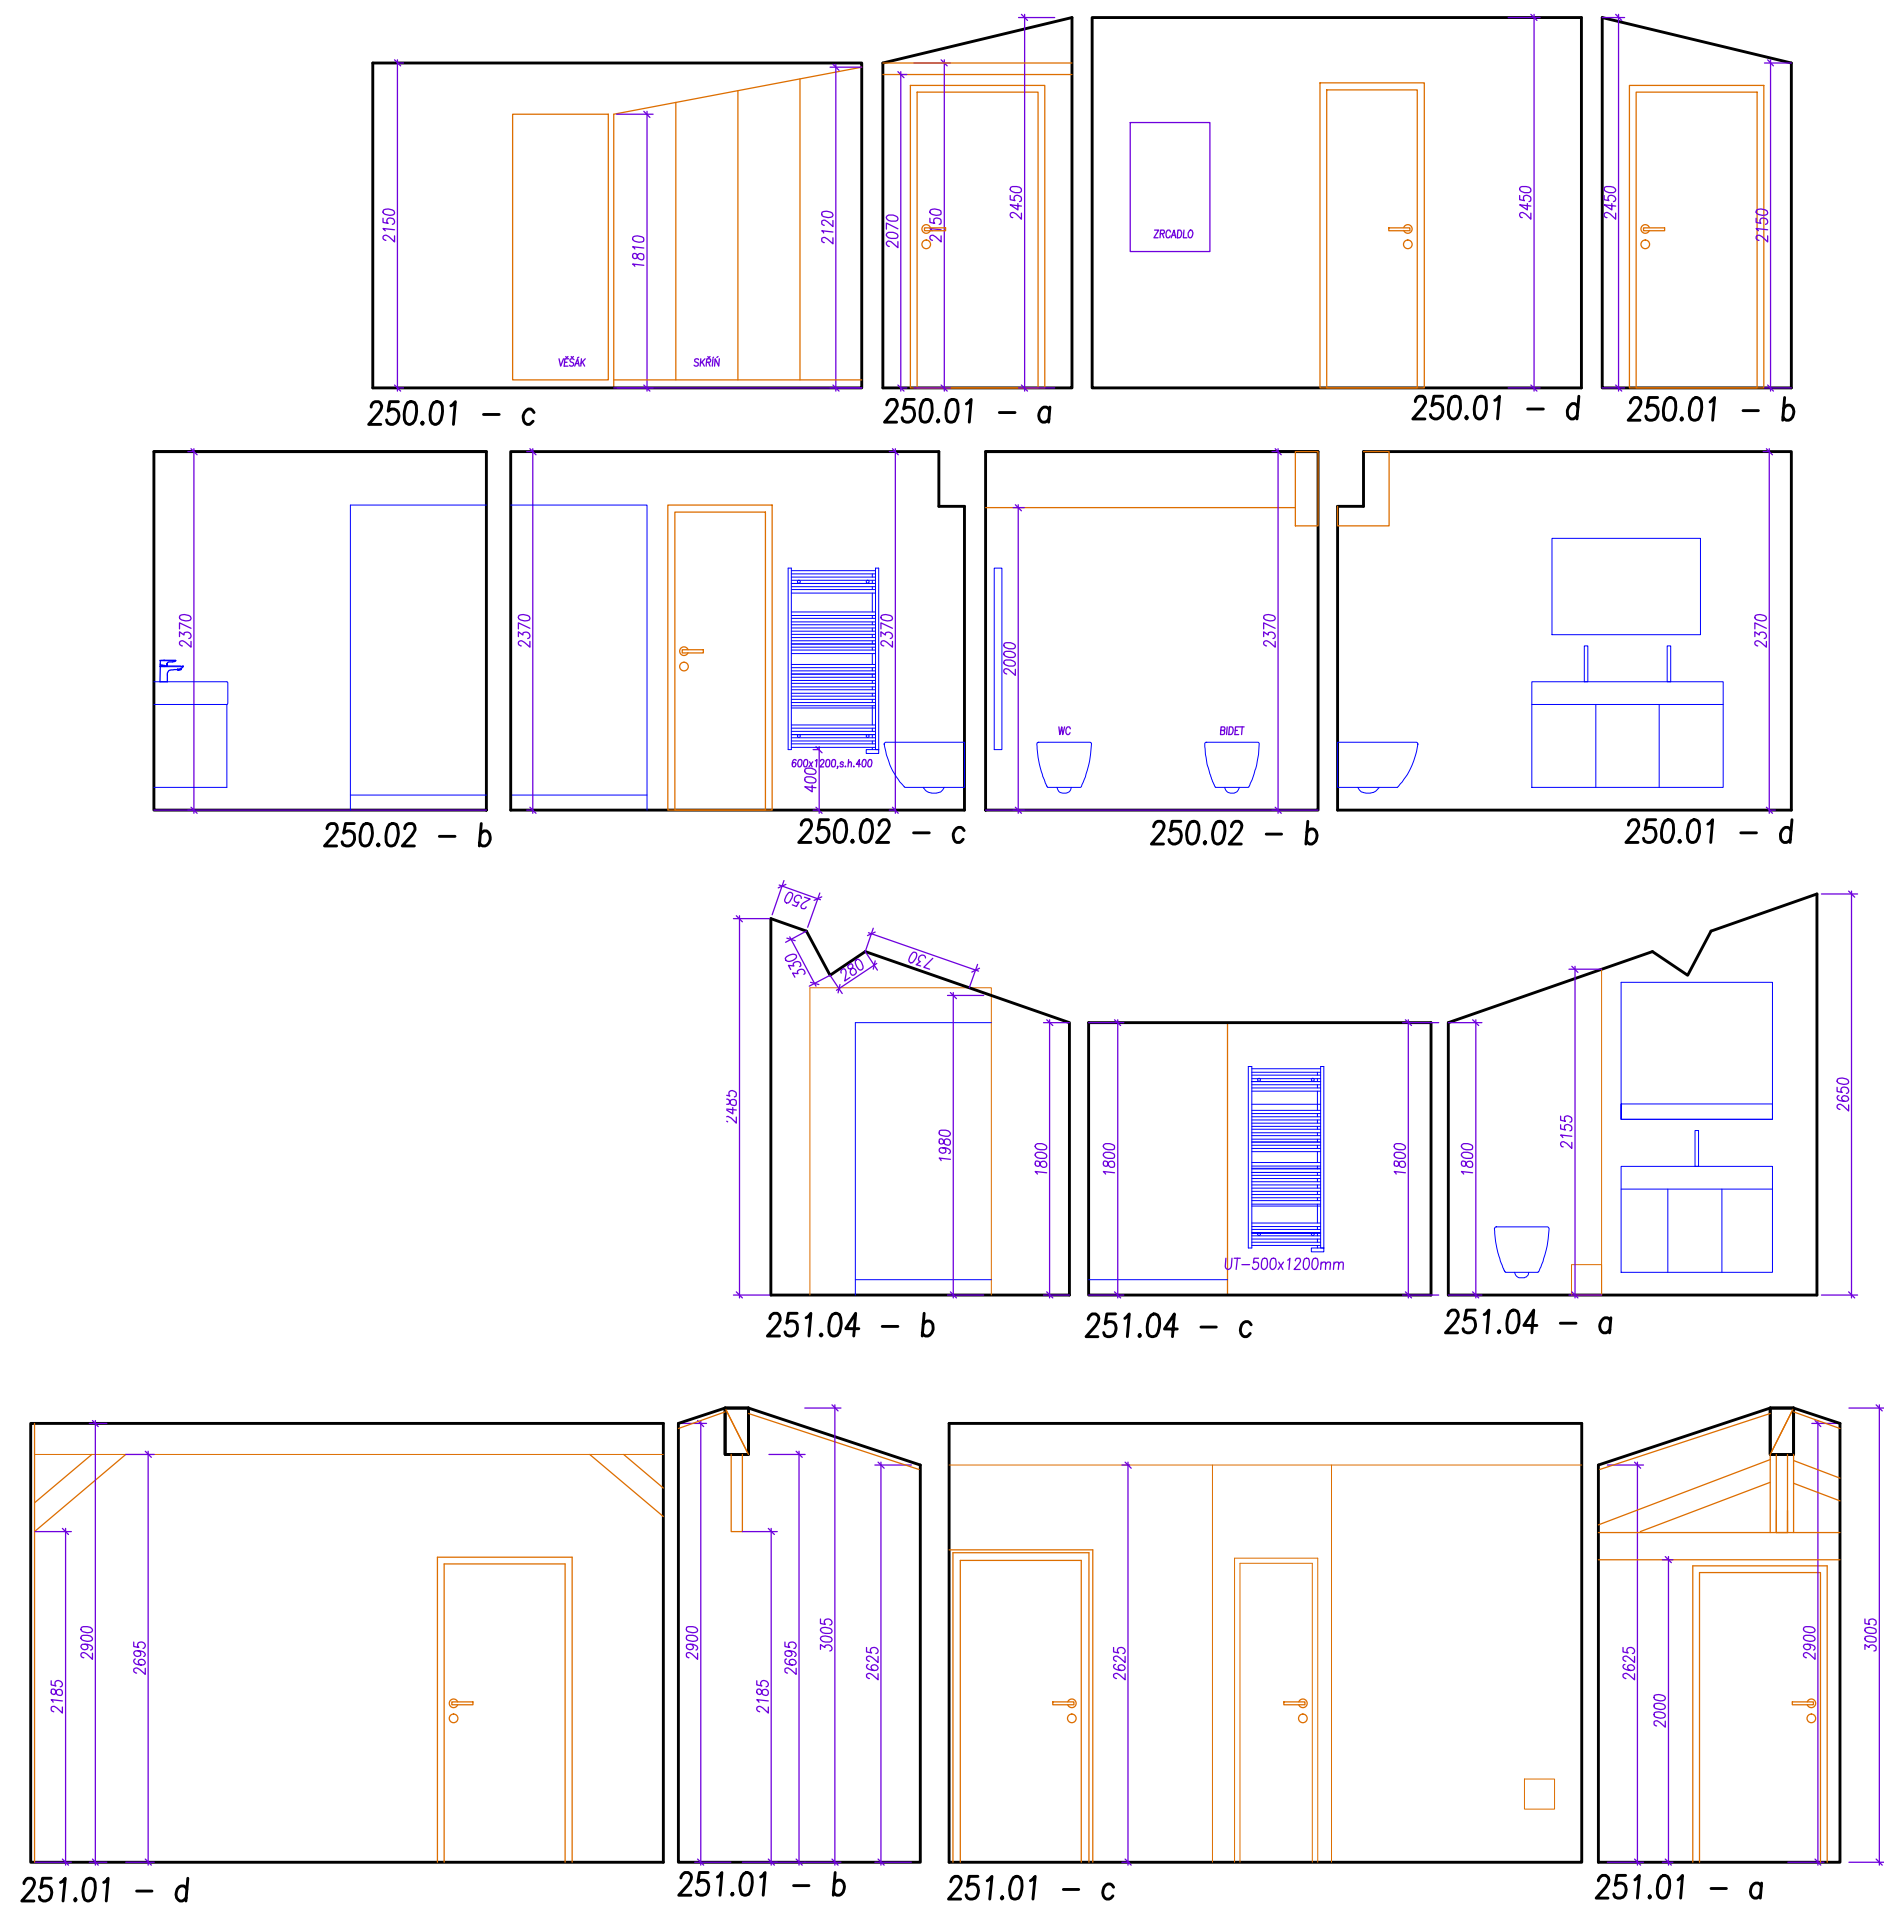 2150
1810
2120
VĚŠÁK
SKŘÍŇ
250.01 - c
2070
2150
2450
250.01 - a
ZRCADLO
2450
250.01 - d
2450
2150
250.01 - b
2370
250.02 - b
2370
2370
600x1200,s.h.400
400
250.02 - c
2000
2370
WC
BIDET
250.02 - b
2370
250.01 - d
250
330
280
730
2485
1980
1800
251.04 - b
1800
1800
UT-500x1200mm
251.04 - c
1800
2155
2650
251.04 - a
2185
2900
2695
251.01 - d
2900
2185
2695
3005
2625
251.01 - b
2625
251.01 - c
2625
2000
2900
3005
251.01 - a